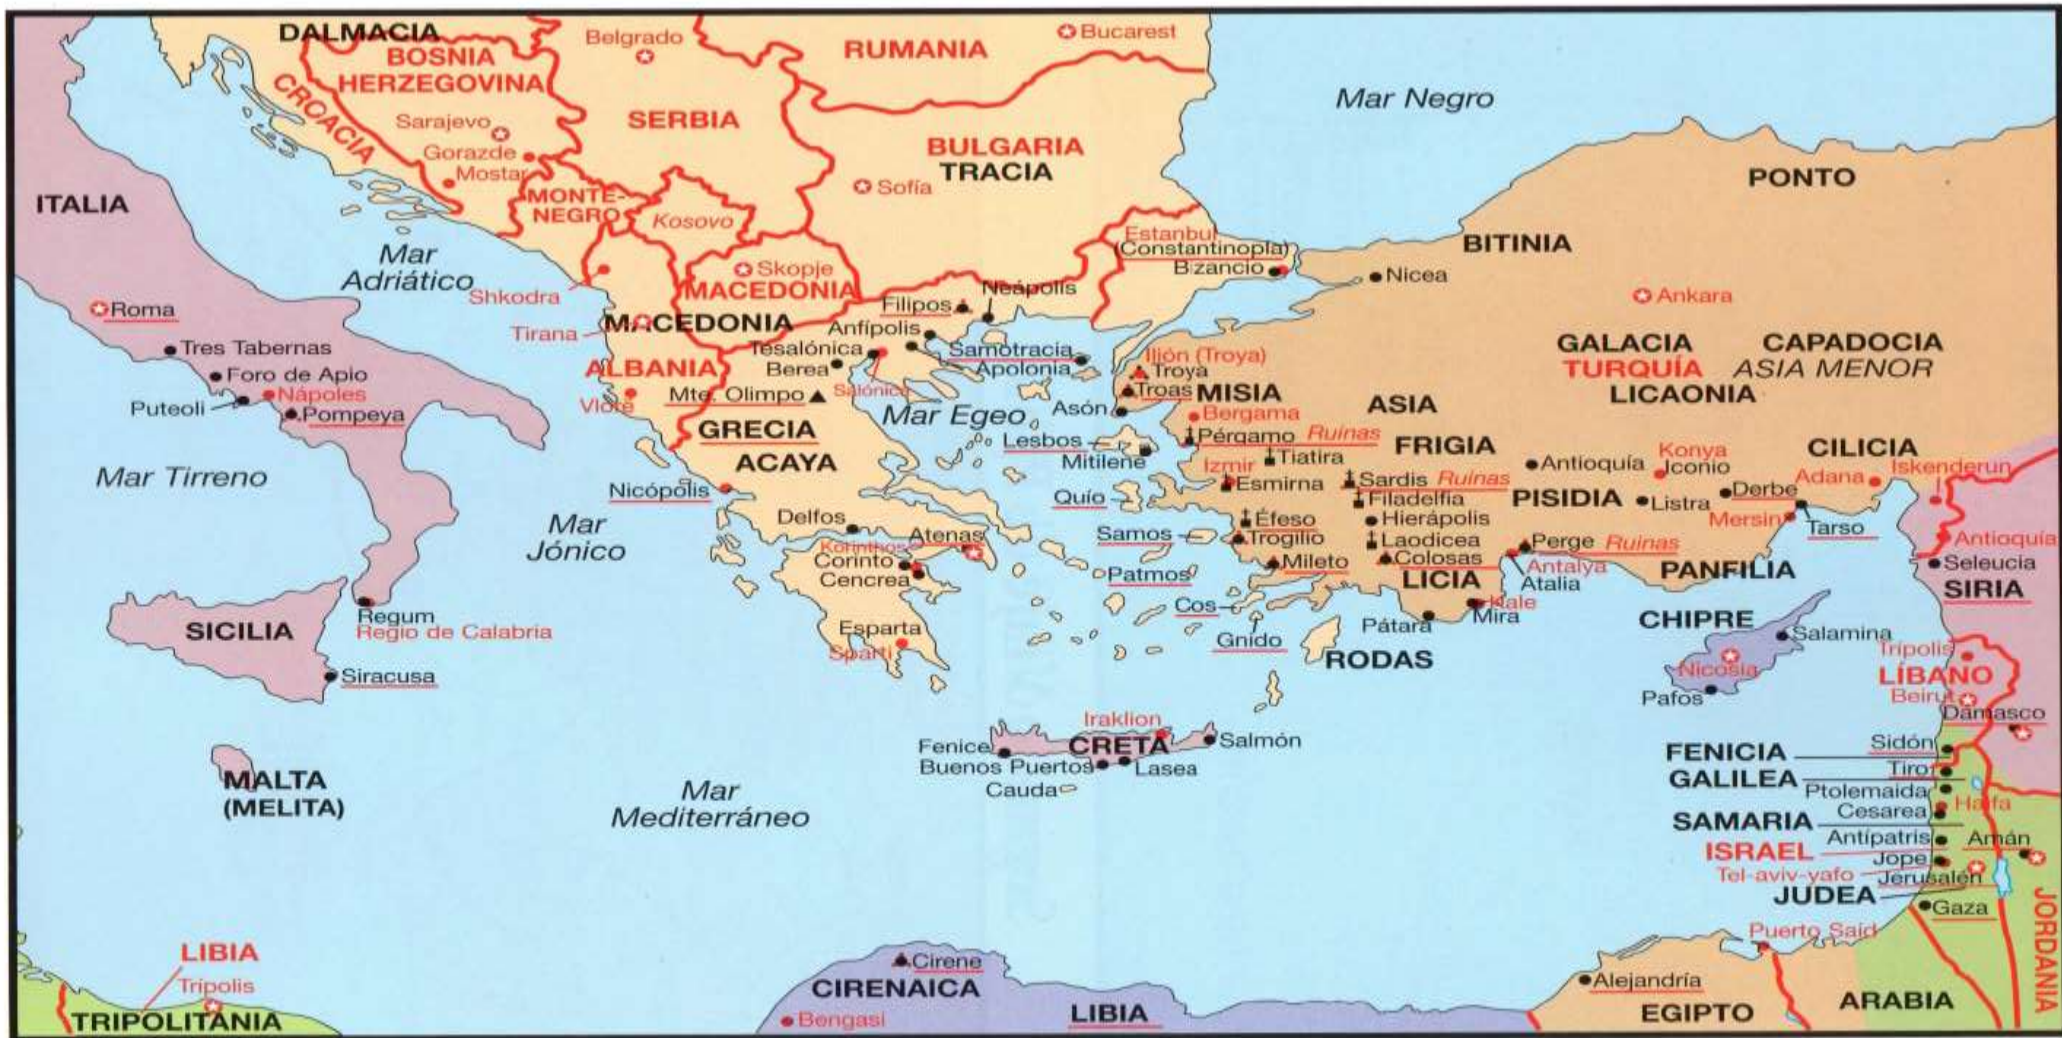 DALMACIA
BOSNIA
HERZEGOVINA
CROACIA
Sarajevo
Gorazde
Mostar
Belgrado
SERBIA
RUMANIA
Bucarest
Mar Negro
BULGARIA
TRACIA
Sofía
MONTE-
NEGRO
Kosovo
Skopje
MACEDONIA
ITALIA
Mar
Adriático
Shkodra
Tirana
MACEDONIA
ALBANIA
Vlore
Roma
Tres Tabernas
Foro de Apio
Nápoles
Puteoli
Pompeya
Mar Tirreno
Estanbul
(Constantinopla)
Bizancio
Nicea
BITINIA
PONTO
Ankara
GALACIA
CAPADOCIA
TURQUÍA
ASIA MENOR
LICAONIA
Filipos
Neápolis
Anfípolis
Tesalónica
Berea
Salónica
Apolonia
Samotracia
Mte. Olimpo
Mar Egeo
GRECIA
ACAYA
Nicópolis
Delfos
Korinthos
Corinto
Cencrea
Atenas
Esparta
Sparti
Mar
Jónico
Ilión (Troya)
Troya
Troas
MISIA
Asón
Bergama
Pérgamo Ruinas
ASIA
FRIGIA
Lesbos
Mitilene
Tiatira
Izmir
Esmirna
Sardis Ruinas
Filadelfia
Quío
Éfeso
Hierápolis
Samos
Trogilio
Laodicea
Mileto
Colosas
Patmos
LICIA
Cos
Gnido
Pátara
Kale
Mira
RODAS
Antioquía
Konya
Iconio
PISIDIA
Listra
Derbe
CILICIA
Adana
Iskenderun
Mersin
Tarso
Perge Ruinas
Antalya
Atalia
PANFILIA
Antioquía
Seleucia
SIRIA
CHIPRE
Salamina
Nicosia
Pafos
Trípolis
LÍBANO
Beirut
Damasco
Regum
Regio de Calabria
SICILIA
Siracusa
MALTA
(MELITA)
Mar
Mediterráneo
Iraklion
Fenice
CRETA
Salmón
Buenos Puertos
Lasea
Cauda
FENICIA
Sidón
Tiro
GALILEA
Ptolemaida
Haifa
Cesarea
SAMARIA
Antípatris
Amán
ISRAEL
Jope
Tel-aviv-yafo
Jerusalén
JUDEA
Gaza
JORDANIA
Puerto Said
Alejandría
EGIPTO
ARABIA
LIBIA
Trípolis
TRIPOLITANIA
Cirene
CIRENAICA
Bengasi
LIBIA